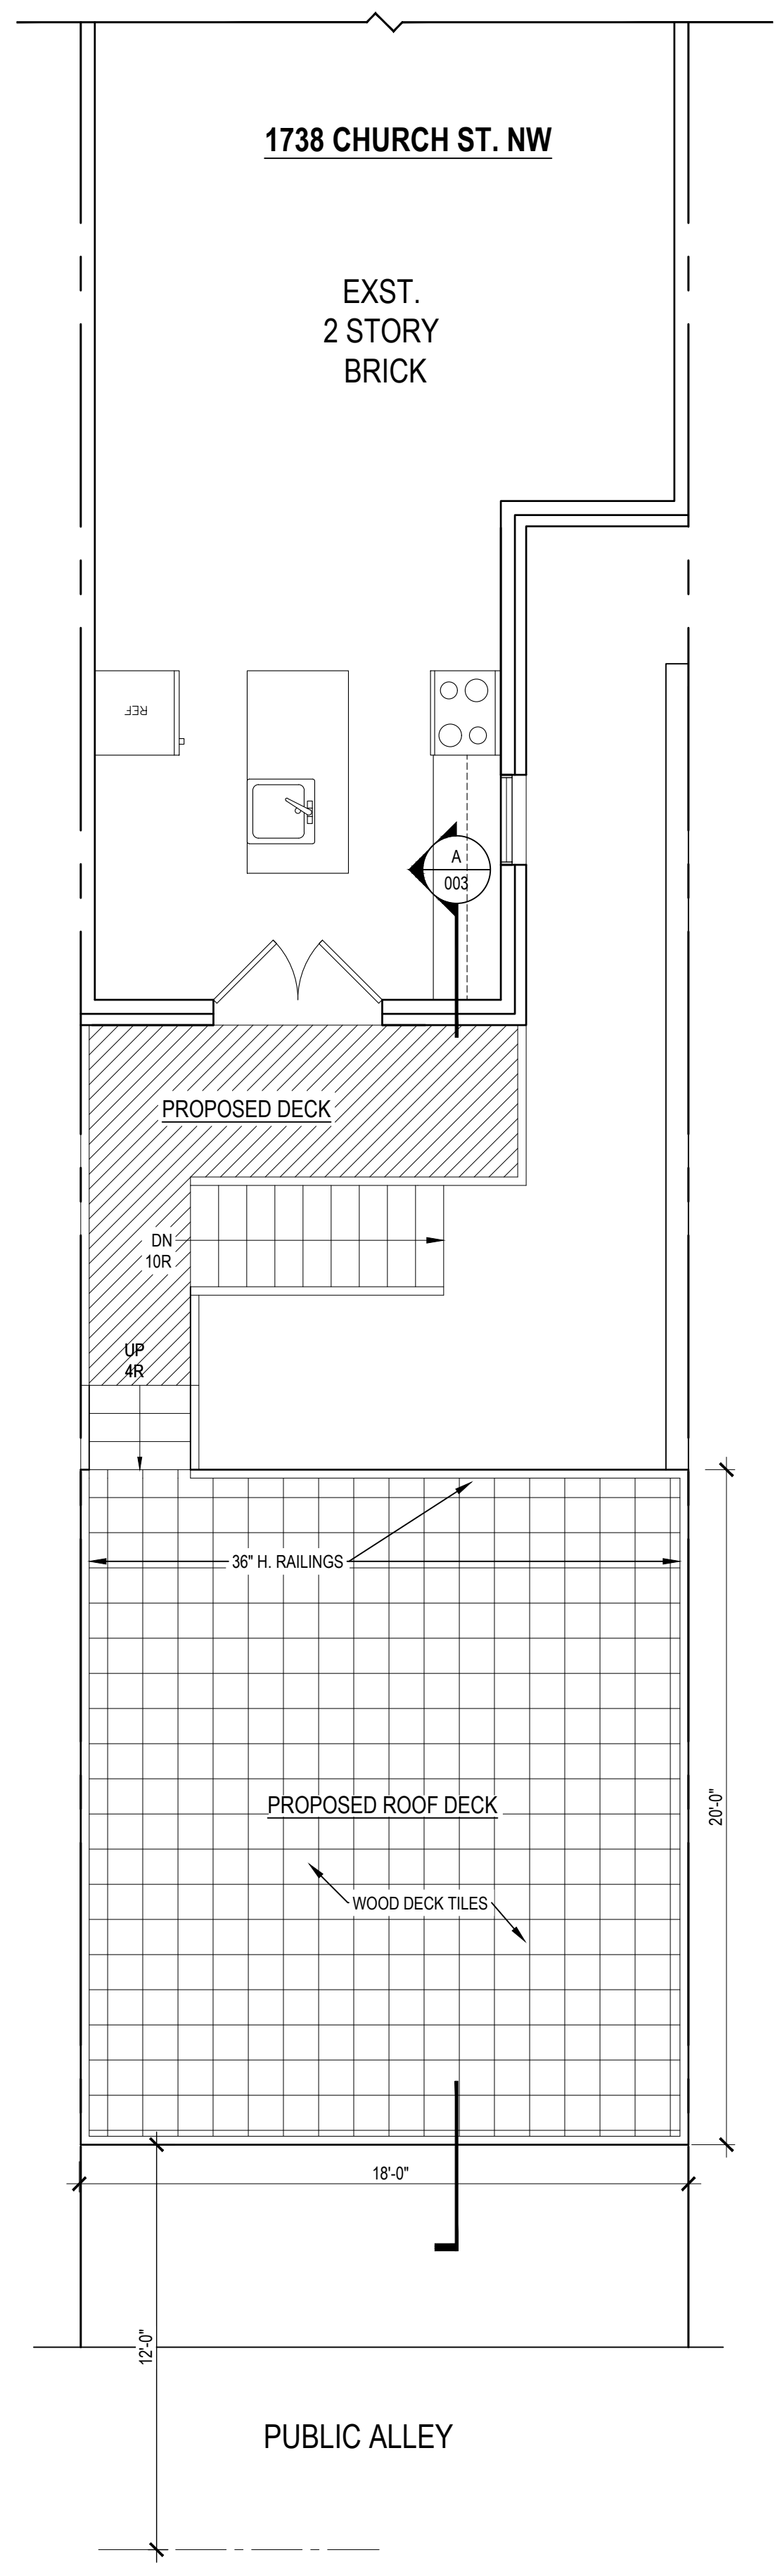 1738 CHURCH ST. NW
EXST.
2 STORY
BRICK
REF
A
003
PROPOSED DECK
DN
10R
UP
4R
36" H. RAILINGS
PROPOSED ROOF DECK
20'-0"
WOOD DECK TILES
18'-0"
12'-0"
PUBLIC ALLEY